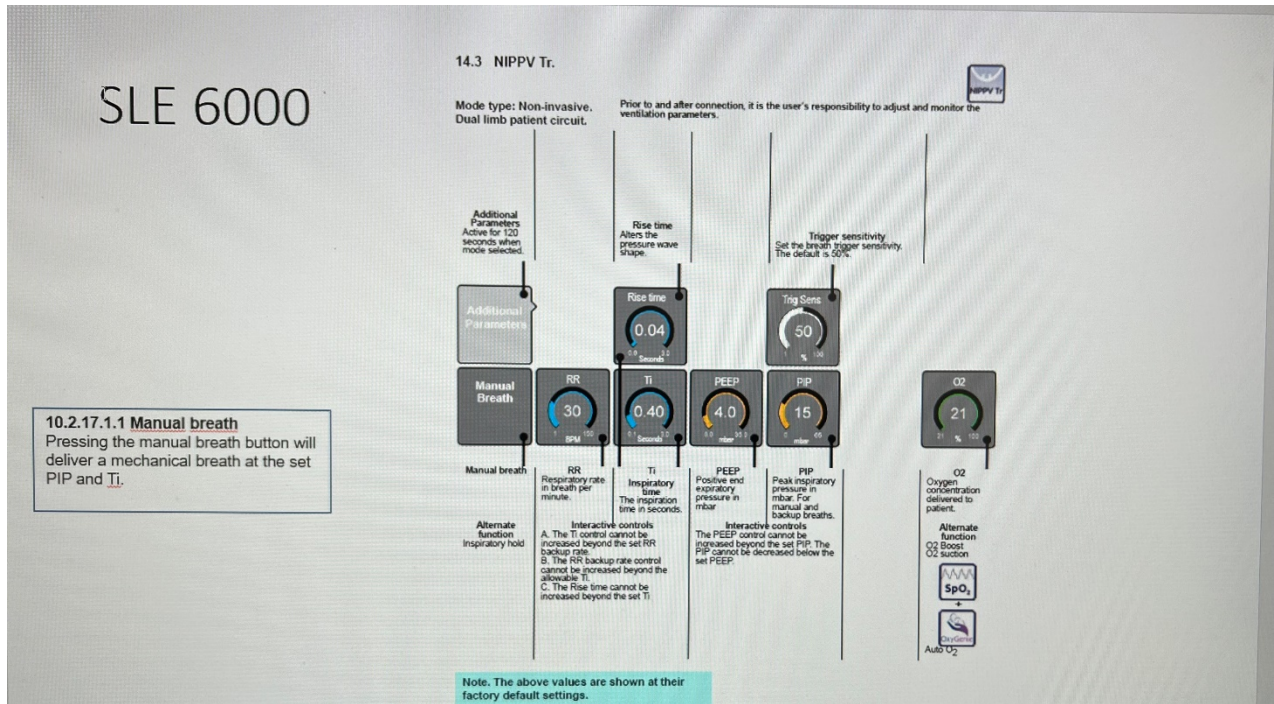 SLE 6000
14.3 NIPPV Tr.
NIPPV Tr
Mode type: Non-invasive.
Dual limb patient circuit.
Prior to and after connection, it is the user's responsibility to adjust and monitor the
ventilation parameters.
Additional
Parameters
Active for 120
seconds when
mode selected.
Rise time
Alters the
pressure wave
shape.
Trigger sensitivity
Set the breath trigger sensitivity.
The default is 50%.
Additional
Parameters
Rise time
0.04
Seconds
Trig Sens
50
%
Manual
Breath
RR
30
BPM
Ti
0.40
Seconds
PEEP
4.0
mbar
PIP
15
mbar
O2
21
21 % 100
10.2.17.1.1 Manual breath
Pressing the manual breath button will
deliver a mechanical breath at the set
PIP and Ti.
Manual breath
RR
Respiratory rate
in breath per
minute.
Ti
Inspiratory
time
The inspiration
time in seconds.
PEEP
Positive end
expiratory
pressure in
mbar
PIP
Peak inspiratory
pressure in
mbar. For
manual and
backup breaths.
O2
Oxygen
concentration
delivered to
patient.
Alternate
function
Inspiratory hold
Interactive controls
A. The Ti control cannot be
increased beyond the set RR
backup rate.
B. The RR backup rate control
cannot be increased beyond the
allowable Ti.
C. The Rise time cannot be
increased beyond the set Ti
Interactive controls
The PEEP control cannot be
increased beyond the set PIP. The
PIP cannot be decreased below the
set PEEP.
Alternate
function
O2 Boost
O2 suction
SpO2
+
OxyGenie
Auto O2
Note. The above values are shown at their
factory default settings.